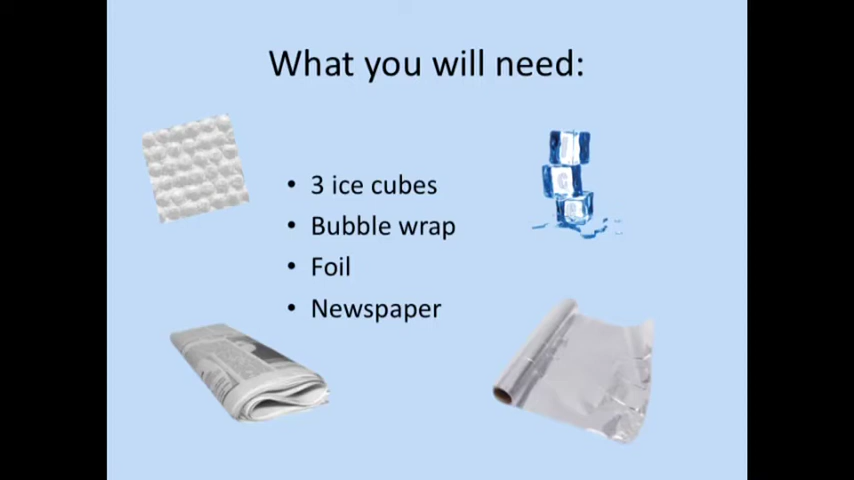 What you will need:
• 3 ice cubes
• Bubble wrap
• Foil
• Newspaper